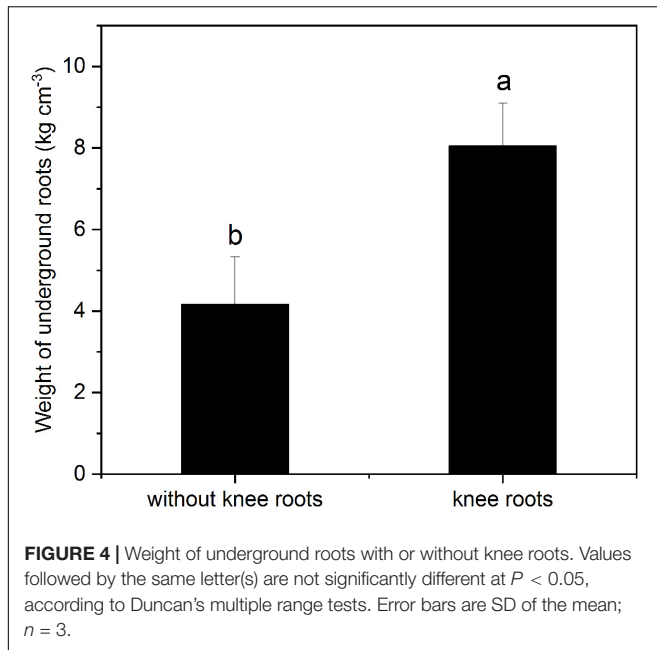 10
8
6
4
2
0
Weight of underground roots (kg cm⁻³)
b
a
without knee roots
knee roots
FIGURE 4 | Weight of underground roots with or without knee roots. Values
followed by the same letter(s) are not significantly different at P < 0.05,
according to Duncan's multiple range tests. Error bars are SD of the mean;
n = 3.